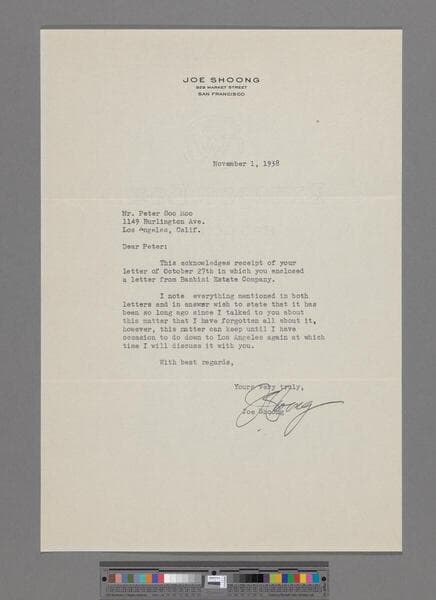 JOE SHOONG
929 MARKET STREET
SAN FRANCISCO
November 1, 1938
Mr. Peter Soo Hoo
1149 Burlington Ave.
Los Angeles, Calif.
Dear Peter:
This acknowledges receipt of your
letter of October 27th in which you enclosed
a letter from Banbini Estate Company.
I note everything mentioned in both
letters and in answer wish to state that it has
been so long ago since I talked to you about
this matter that I have forgotten all about it,
however, this matter can keep until I have
occasion to do down to Los Angeles again at which
time I will discuss it with you.
With best regards,
Yours very truly,
JShoong
Joe Shoong